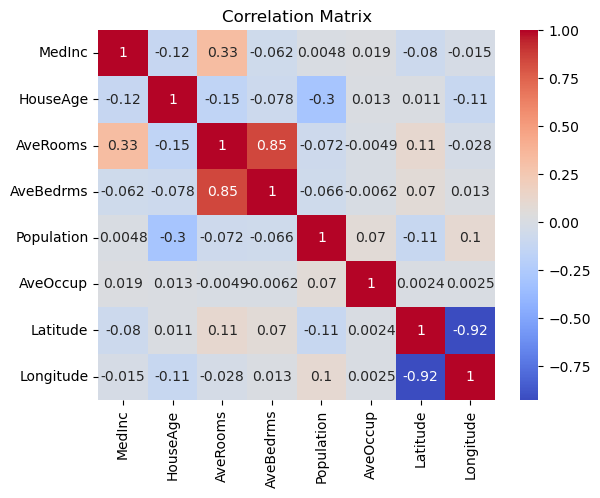 Correlation Matrix
MedInc 1 -0.12 0.33 -0.062 0.0048 0.019 -0.08 -0.015
HouseAge -0.12 1 -0.15 -0.078 -0.3 0.013 0.011 -0.11
AveRooms 0.33 -0.15 1 0.85 -0.072 -0.0049 0.11 -0.028
AveBedrms -0.062 -0.078 0.85 1 -0.066 -0.0062 0.07 0.013
Population 0.0048 -0.3 -0.072 -0.066 1 0.07 -0.11 0.1
AveOccup 0.019 0.013 -0.0049 -0.0062 0.07 1 0.0024 0.0025
Latitude -0.08 0.011 0.11 0.07 -0.11 0.0024 1 -0.92
Longitude -0.015 -0.11 -0.028 0.013 0.1 0.0025 -0.92 1
MedInc
HouseAge
AveRooms
AveBedrms
Population
AveOccup
Latitude
Longitude
1.00
0.75
0.50
0.25
0.00
-0.25
-0.50
-0.75